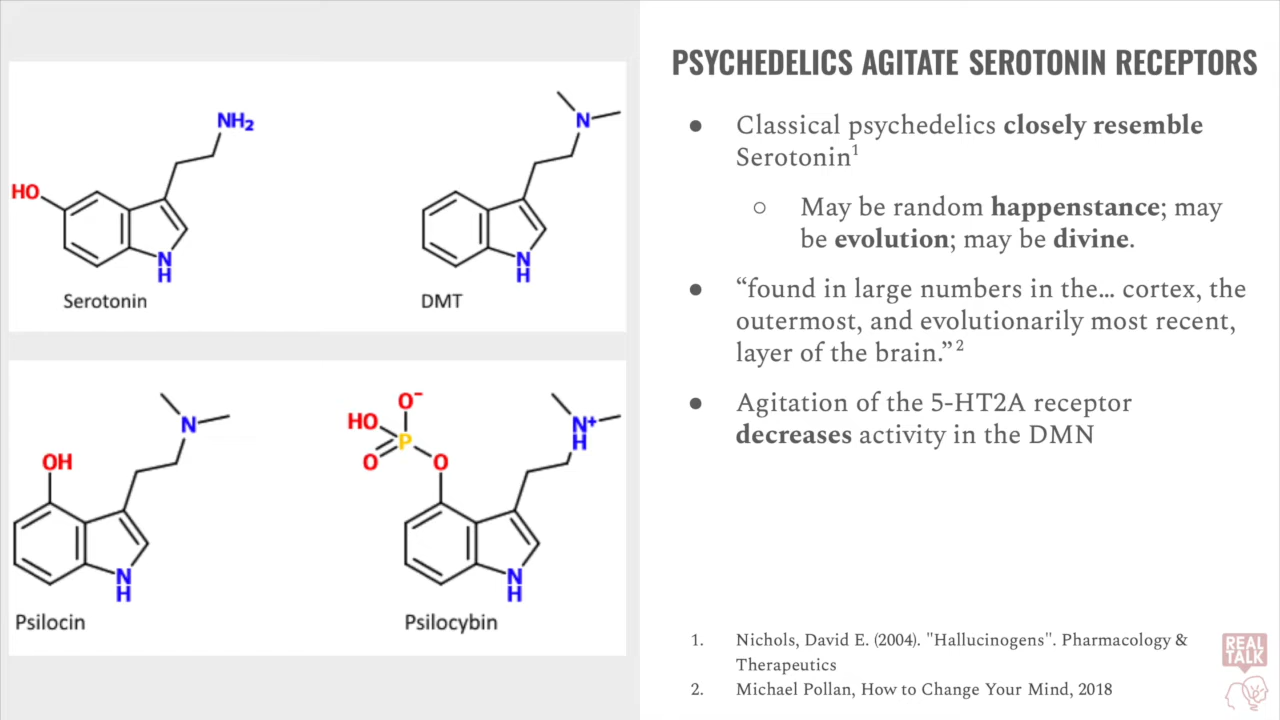 PSYCHEDELICS AGITATE SEROTONIN RECEPTORS
● Classical psychedelics closely resemble
Serotonin¹
○ May be random happenstance; may
be evolution; may be divine.
● “found in large numbers in the… cortex, the
outermost, and evolutionarily most recent,
layer of the brain.”²
● Agitation of the 5-HT2A receptor
decreases activity in the DMN
NH₂
HO
N
H
Serotonin
N
N
H
DMT
N
OH
N
H
Psilocin
O⁻
HO
P
N⁺
H
O
O
N
H
Psilocybin
1. Nichols, David E. (2004). "Hallucinogens". Pharmacology &
Therapeutics
2. Michael Pollan, How to Change Your Mind, 2018
REAL
TALK